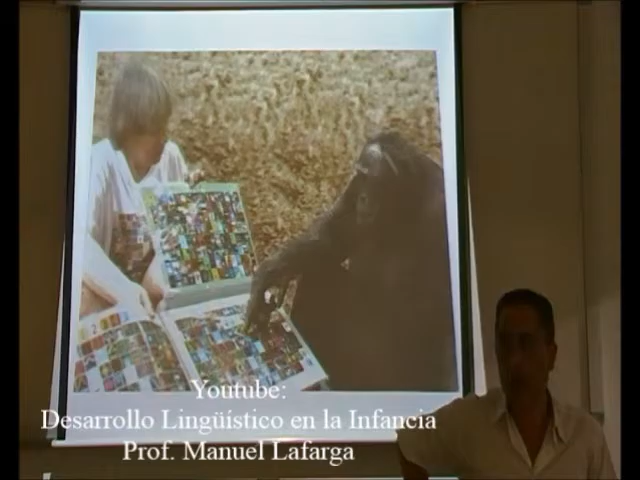 Youtube:
Desarrollo Lingüístico en la Infancia
Prof. Manuel Lafarga